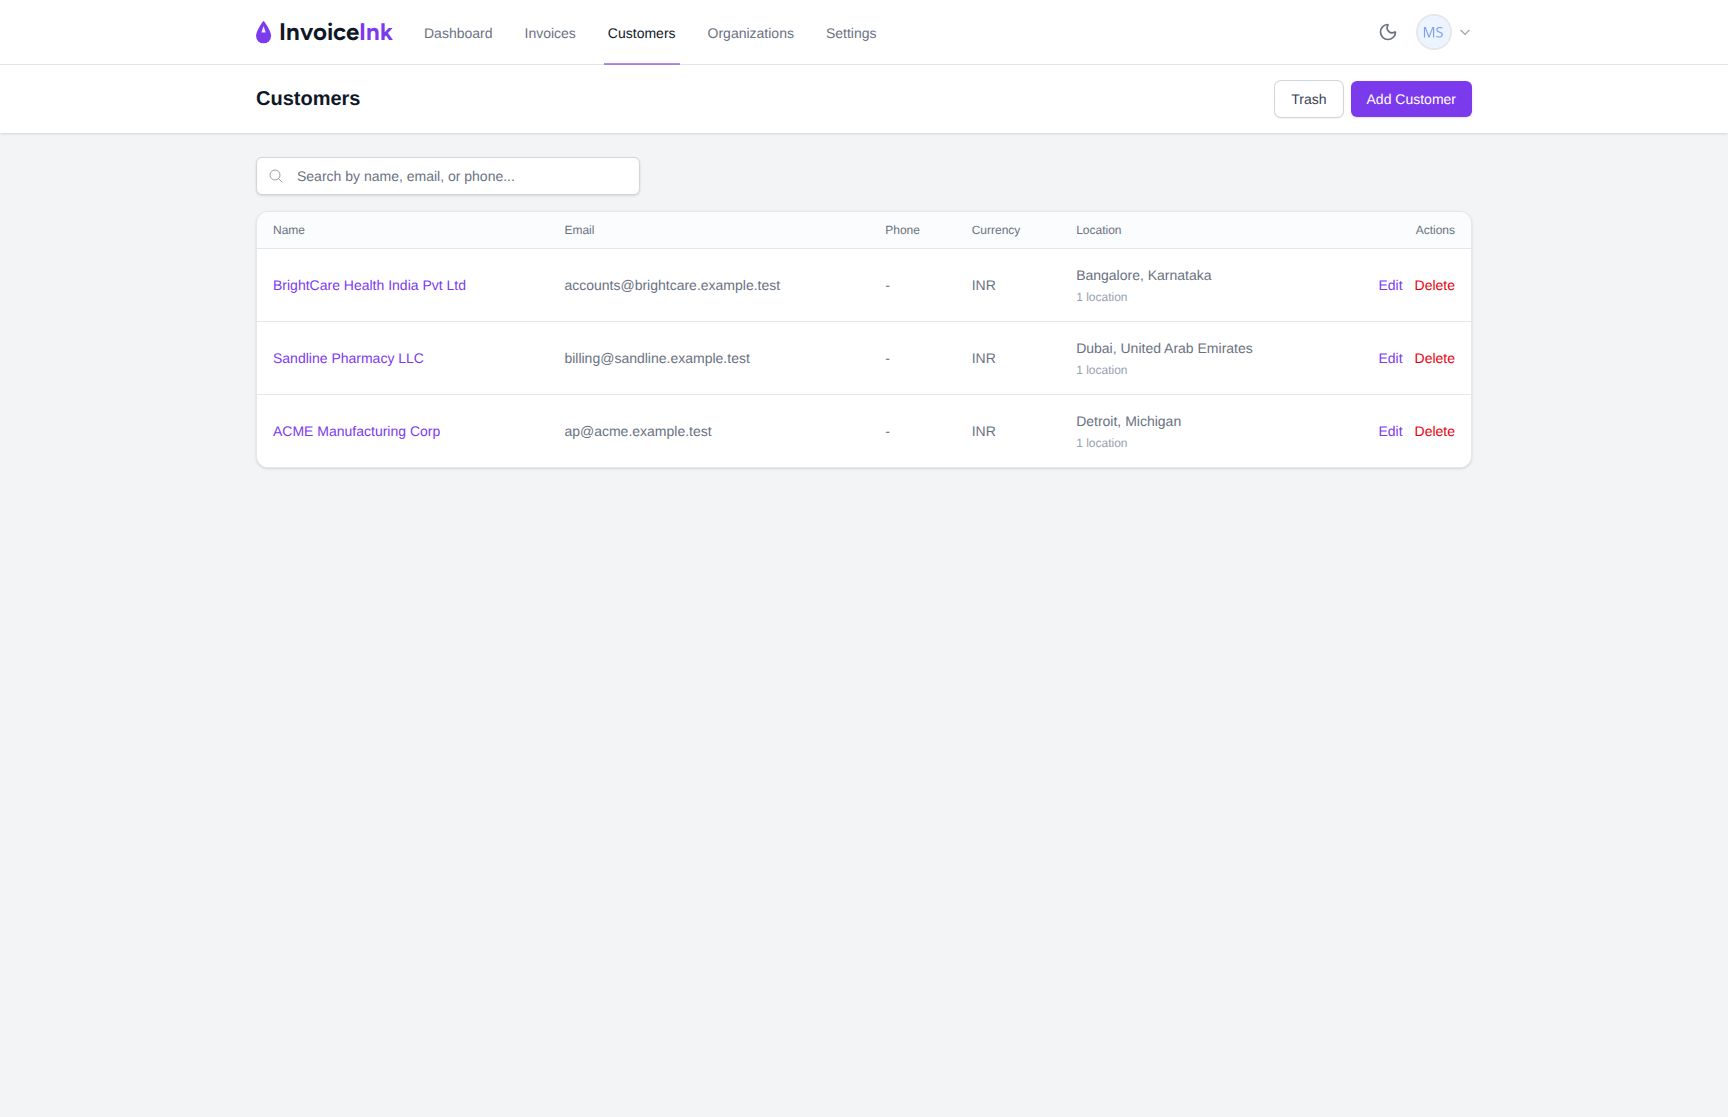 InvoiceInk Dashboard Invoices Customers Organizations Settings MS
Customers Trash Add Customer
Search by name, email, or phone...
Name Email Phone Currency Location Actions
BrightCare Health India Pvt Ltd accounts@brightcare.example.test - INR Bangalore, Karnataka Edit Delete
1 location
Sandline Pharmacy LLC billing@sandline.example.test - INR Dubai, United Arab Emirates Edit Delete
1 location
ACME Manufacturing Corp ap@acme.example.test - INR Detroit, Michigan Edit Delete
1 location